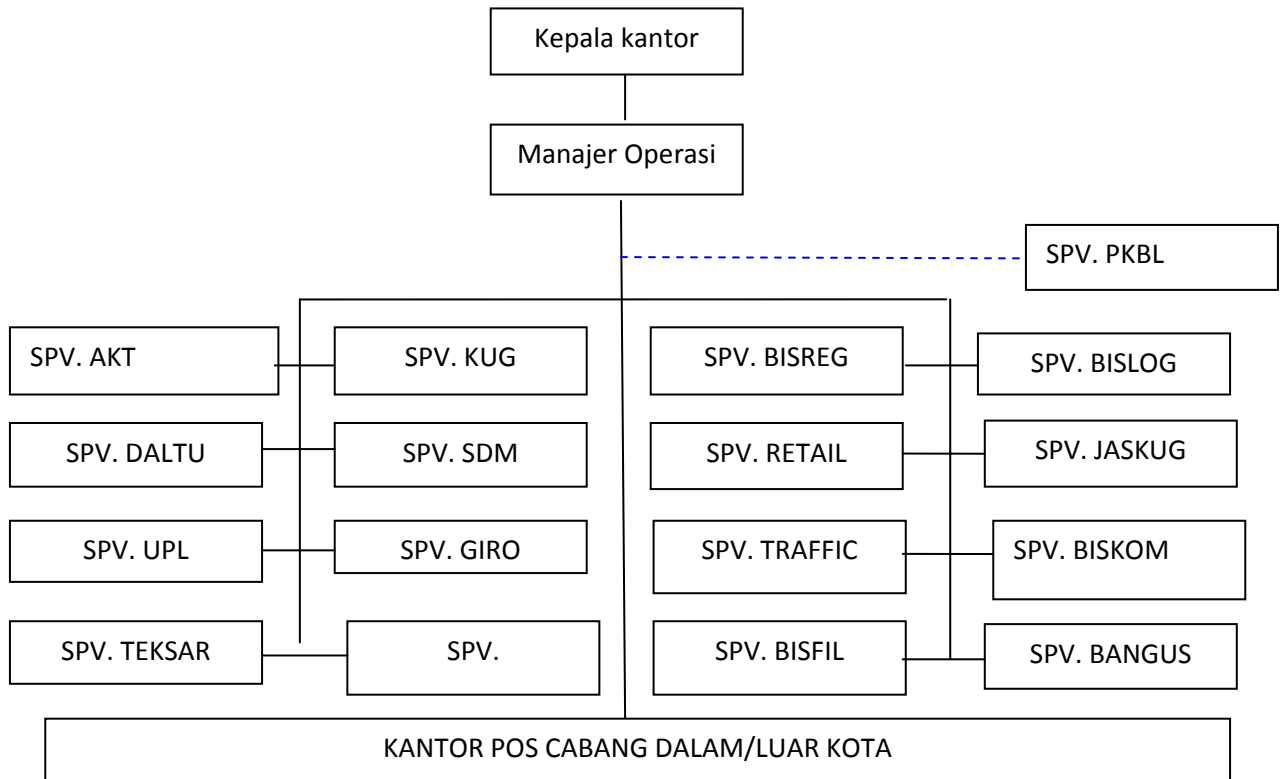 Kepala kantor
Manajer Operasi
SPV. PKBL
SPV. AKT
SPV. KUG
SPV. BISREG
SPV. BISLOG
SPV. DALTU
SPV. SDM
SPV. RETAIL
SPV. JASKUG
SPV. UPL
SPV. GIRO
SPV. TRAFFIC
SPV. BISKOM
SPV. TEKSAR
SPV.
SPV. BISFIL
SPV. BANGUS
KANTOR POS CABANG DALAM/LUAR KOTA